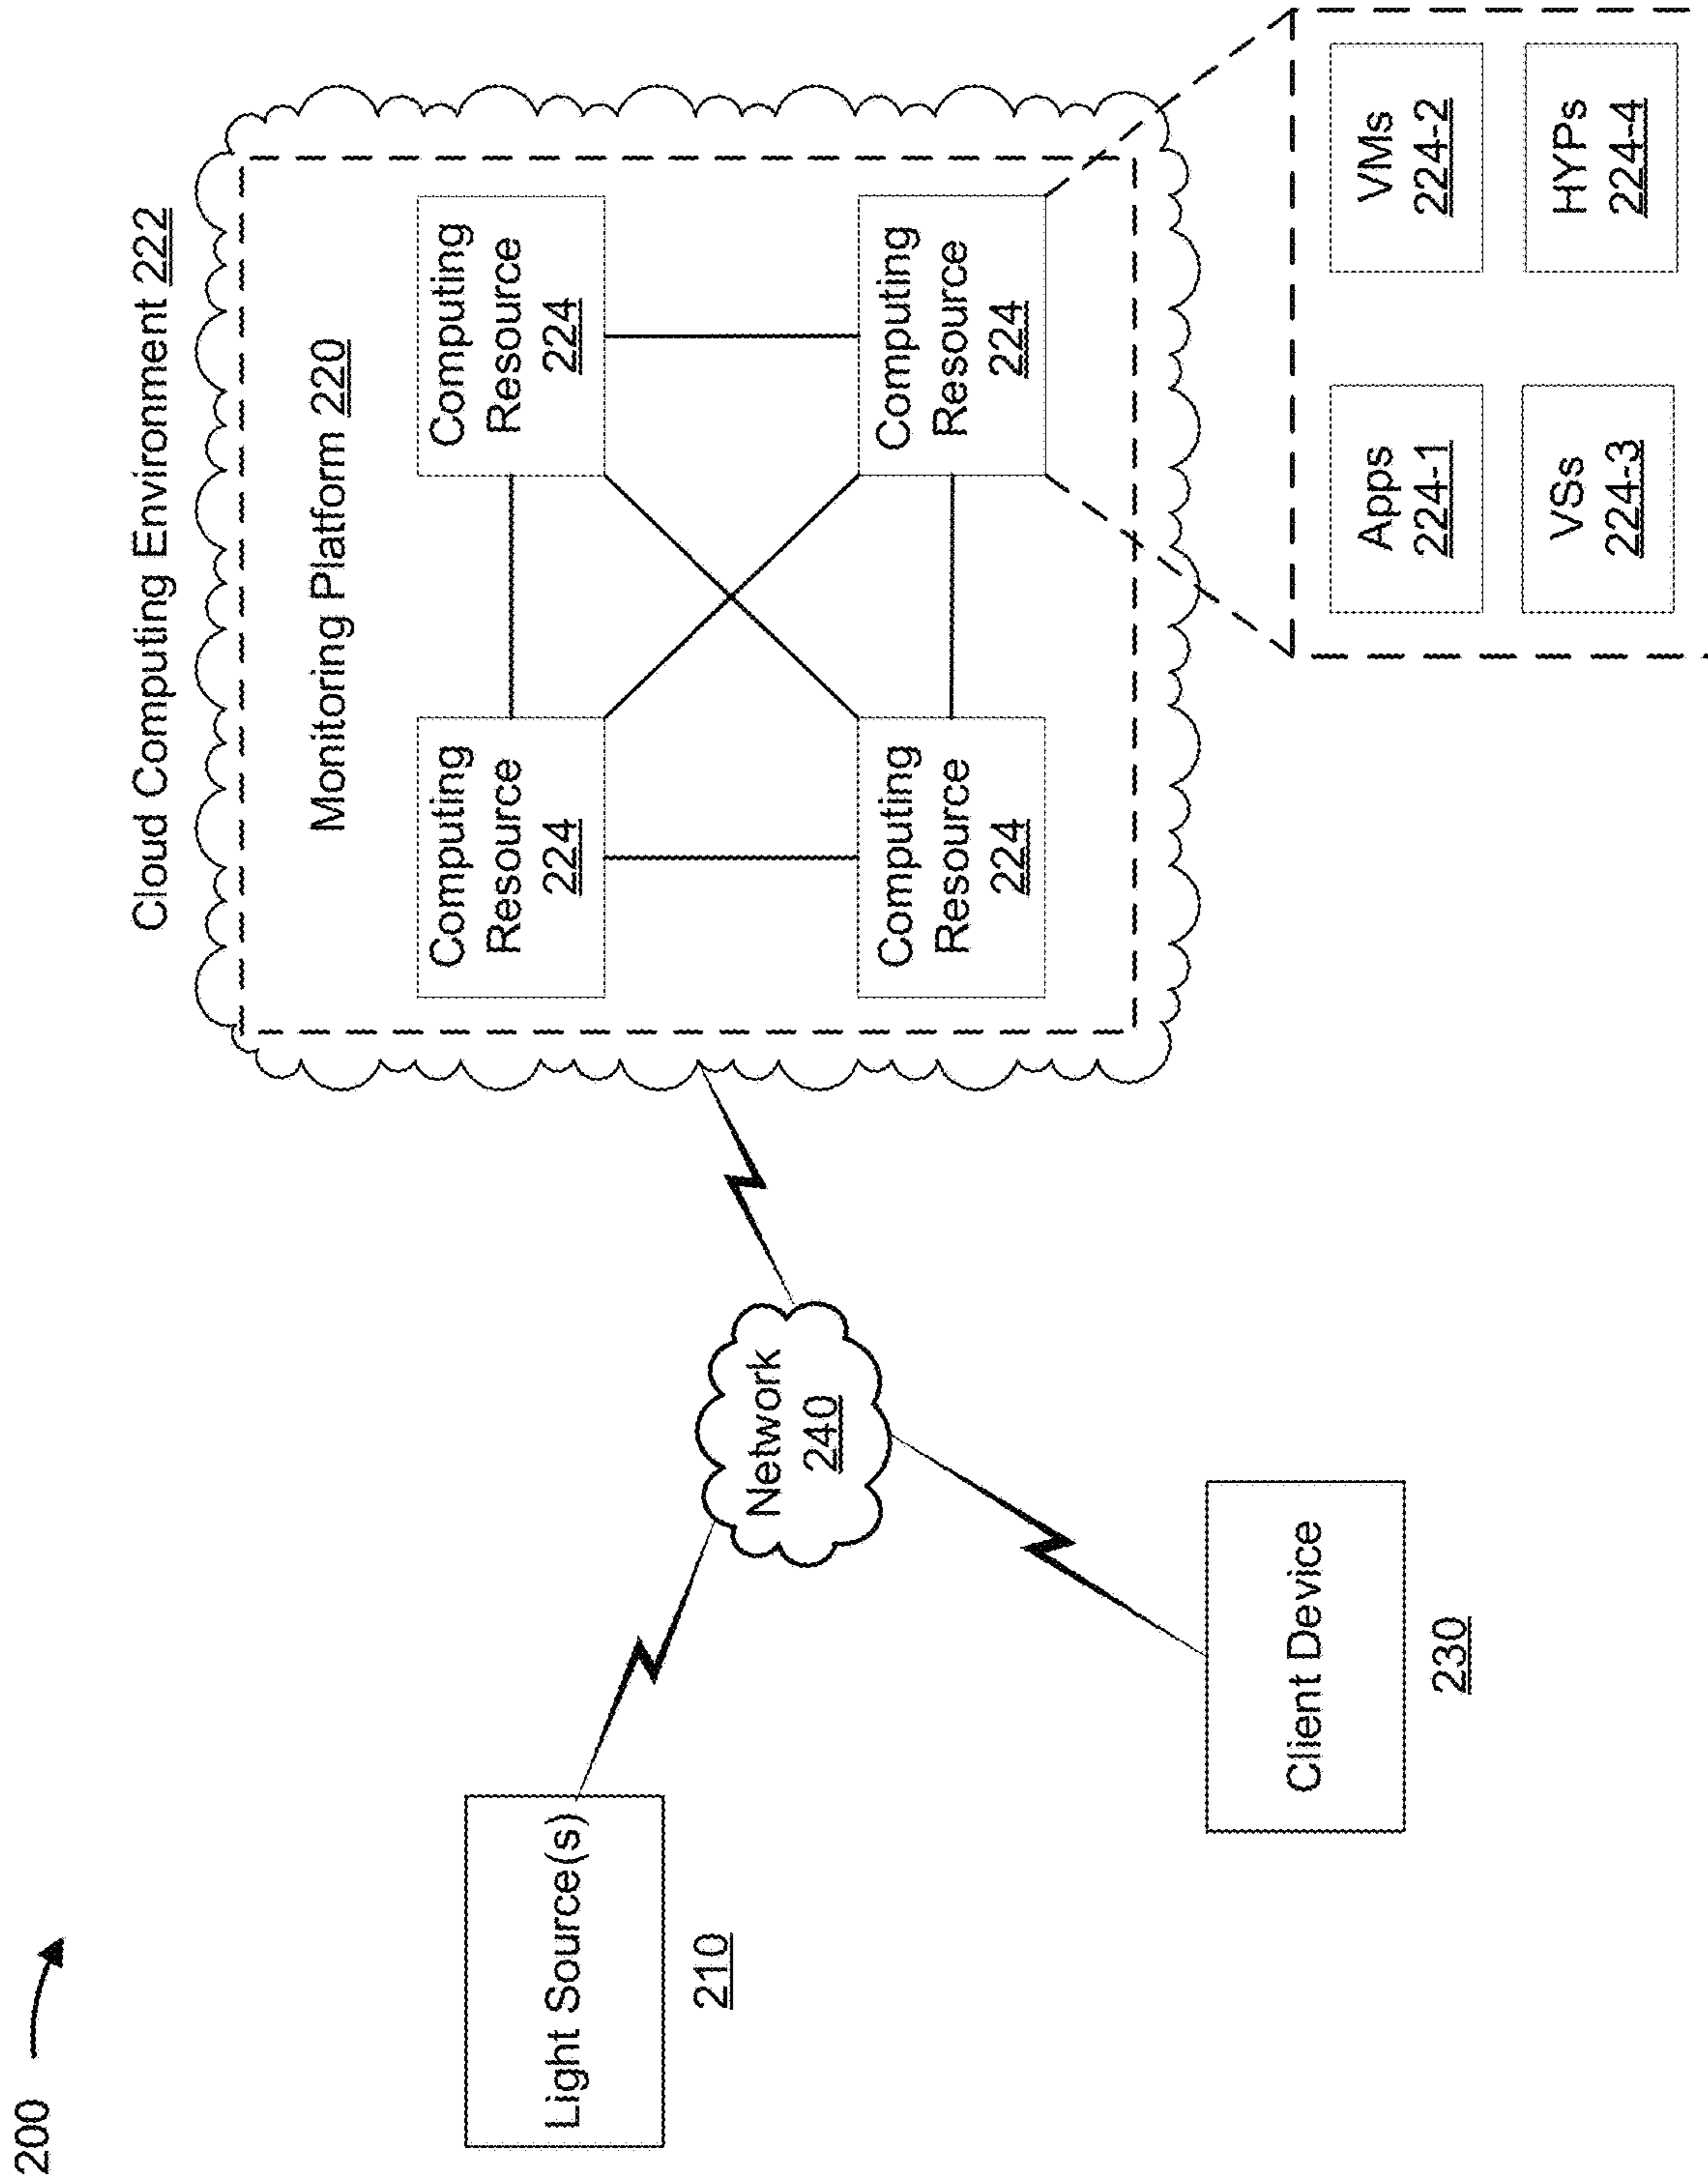 200
Cloud Computing Environment 222
Monitoring Platform 220
Computing
Resource
224
Computing
Resource
224
Computing
Resource
224
Computing
Resource
224
Light Source(s)
210
Network
240
Client Device
230
Apps
224-1
VMs
224-2
VSs
224-3
HYPs
224-4